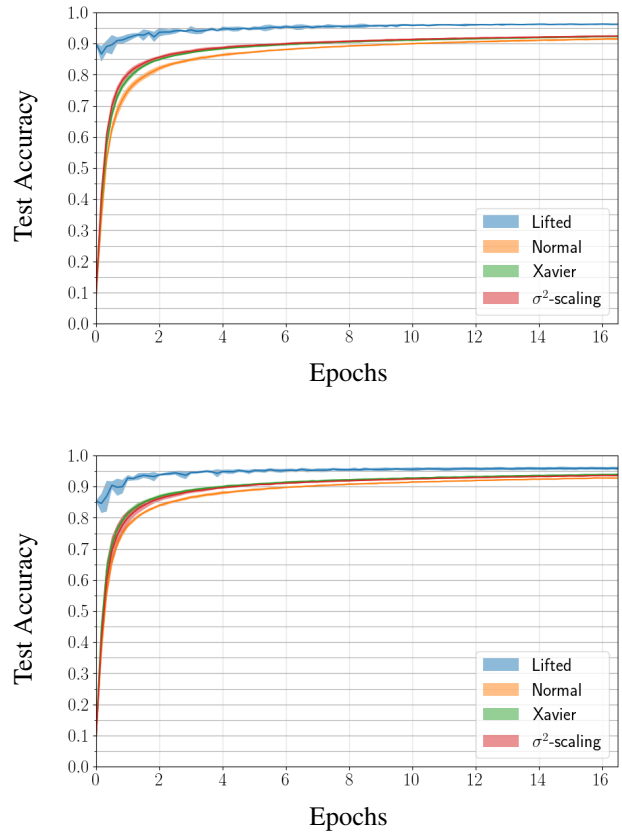 1.0
0.9
0.8
0.7
0.6
0.5
0.4
0.3
0.2
0.1
0.0
Test Accuracy
Lifted
Normal
Xavier
σ²-scaling
0 2 4 6 8 10 12 14 16
Epochs
1.0
0.9
0.8
0.7
0.6
0.5
0.4
0.3
0.2
0.1
0.0
Test Accuracy
Lifted
Normal
Xavier
σ²-scaling
0 2 4 6 8 10 12 14 16
Epochs